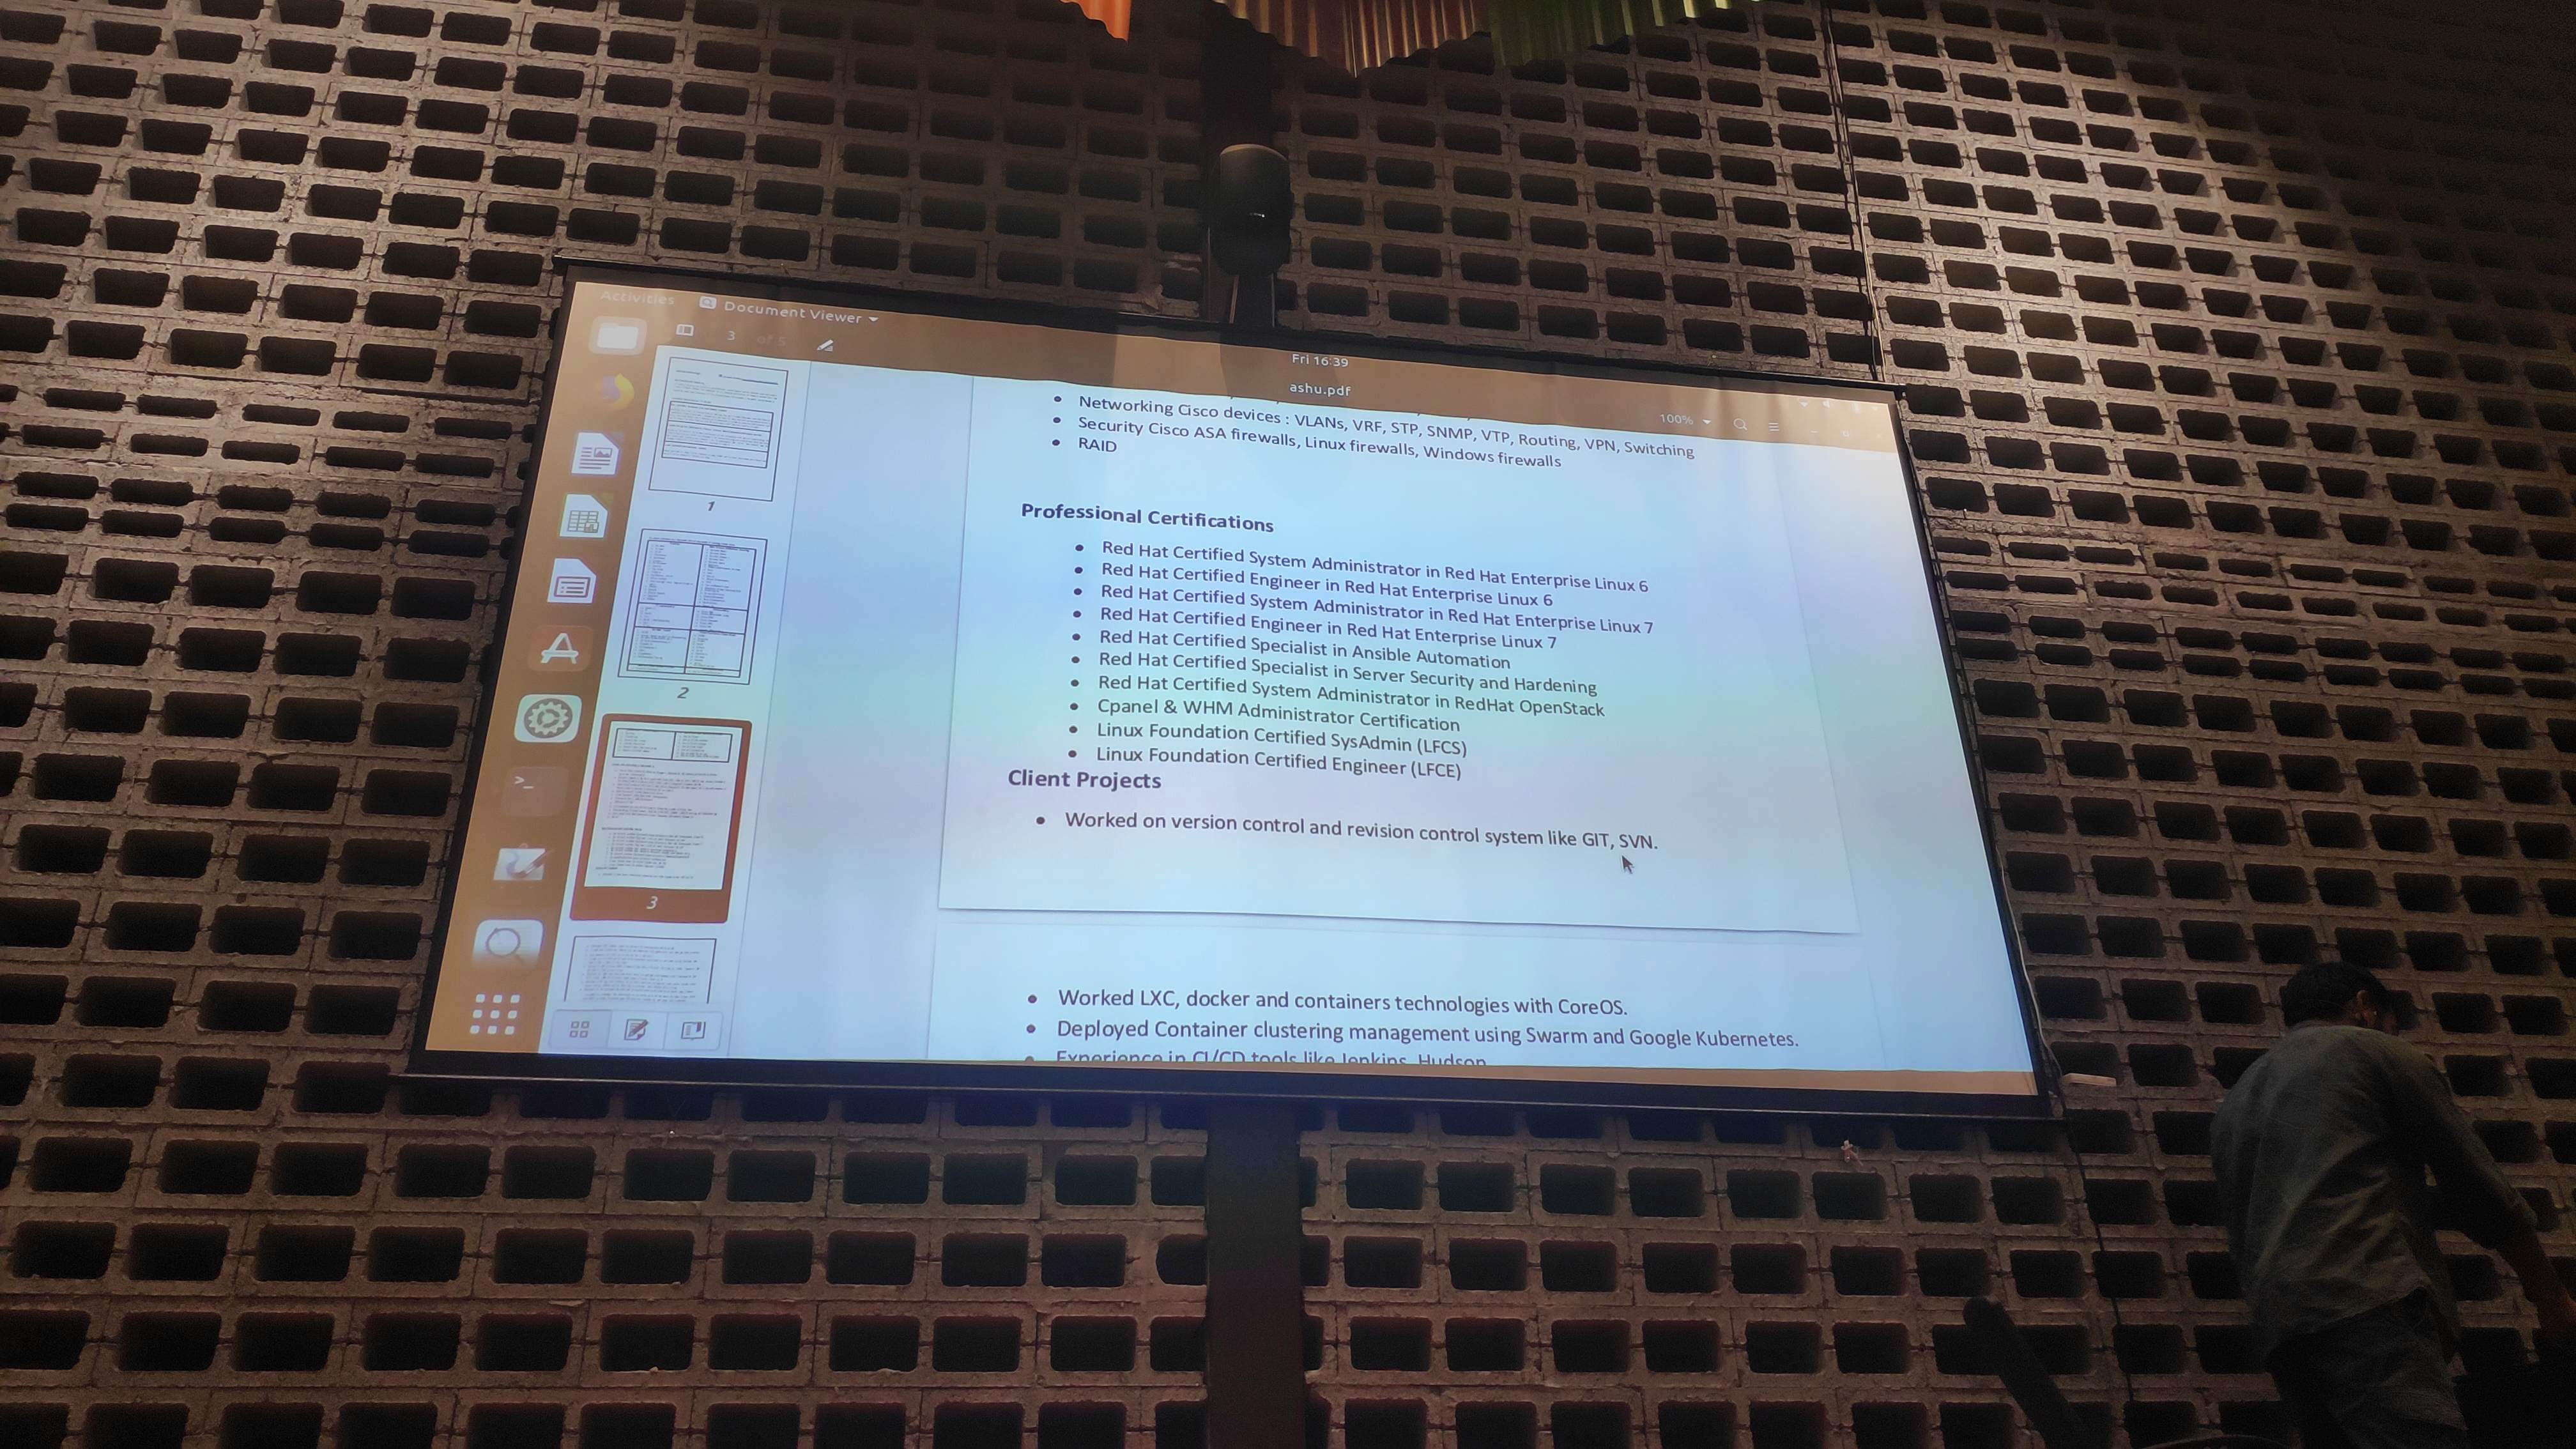 Activities Document Viewer
Fri 16:39
3 of 5
ashu.pdf
100%
1
2
3
Networking Cisco devices : VLANs, VRF, STP, SNMP, VTP, Routing, VPN, Switching
Security Cisco ASA firewalls, Linux firewalls, Windows firewalls
RAID
Professional Certifications
Red Hat Certified System Administrator in Red Hat Enterprise Linux 6
Red Hat Certified Engineer in Red Hat Enterprise Linux 6
Red Hat Certified System Administrator in Red Hat Enterprise Linux 7
Red Hat Certified Engineer in Red Hat Enterprise Linux 7
Red Hat Certified Specialist in Ansible Automation
Red Hat Certified Specialist in Server Security and Hardening
Red Hat Certified System Administrator in RedHat OpenStack
Cpanel & WHM Administrator Certification
Linux Foundation Certified SysAdmin (LFCS)
Linux Foundation Certified Engineer (LFCE)
Client Projects
Worked on version control and revision control system like GIT, SVN.
Worked LXC, docker and containers technologies with CoreOS.
Deployed Container clustering management using Swarm and Google Kubernetes.
Experience in CI/CD tools like Jenkins, Hudson